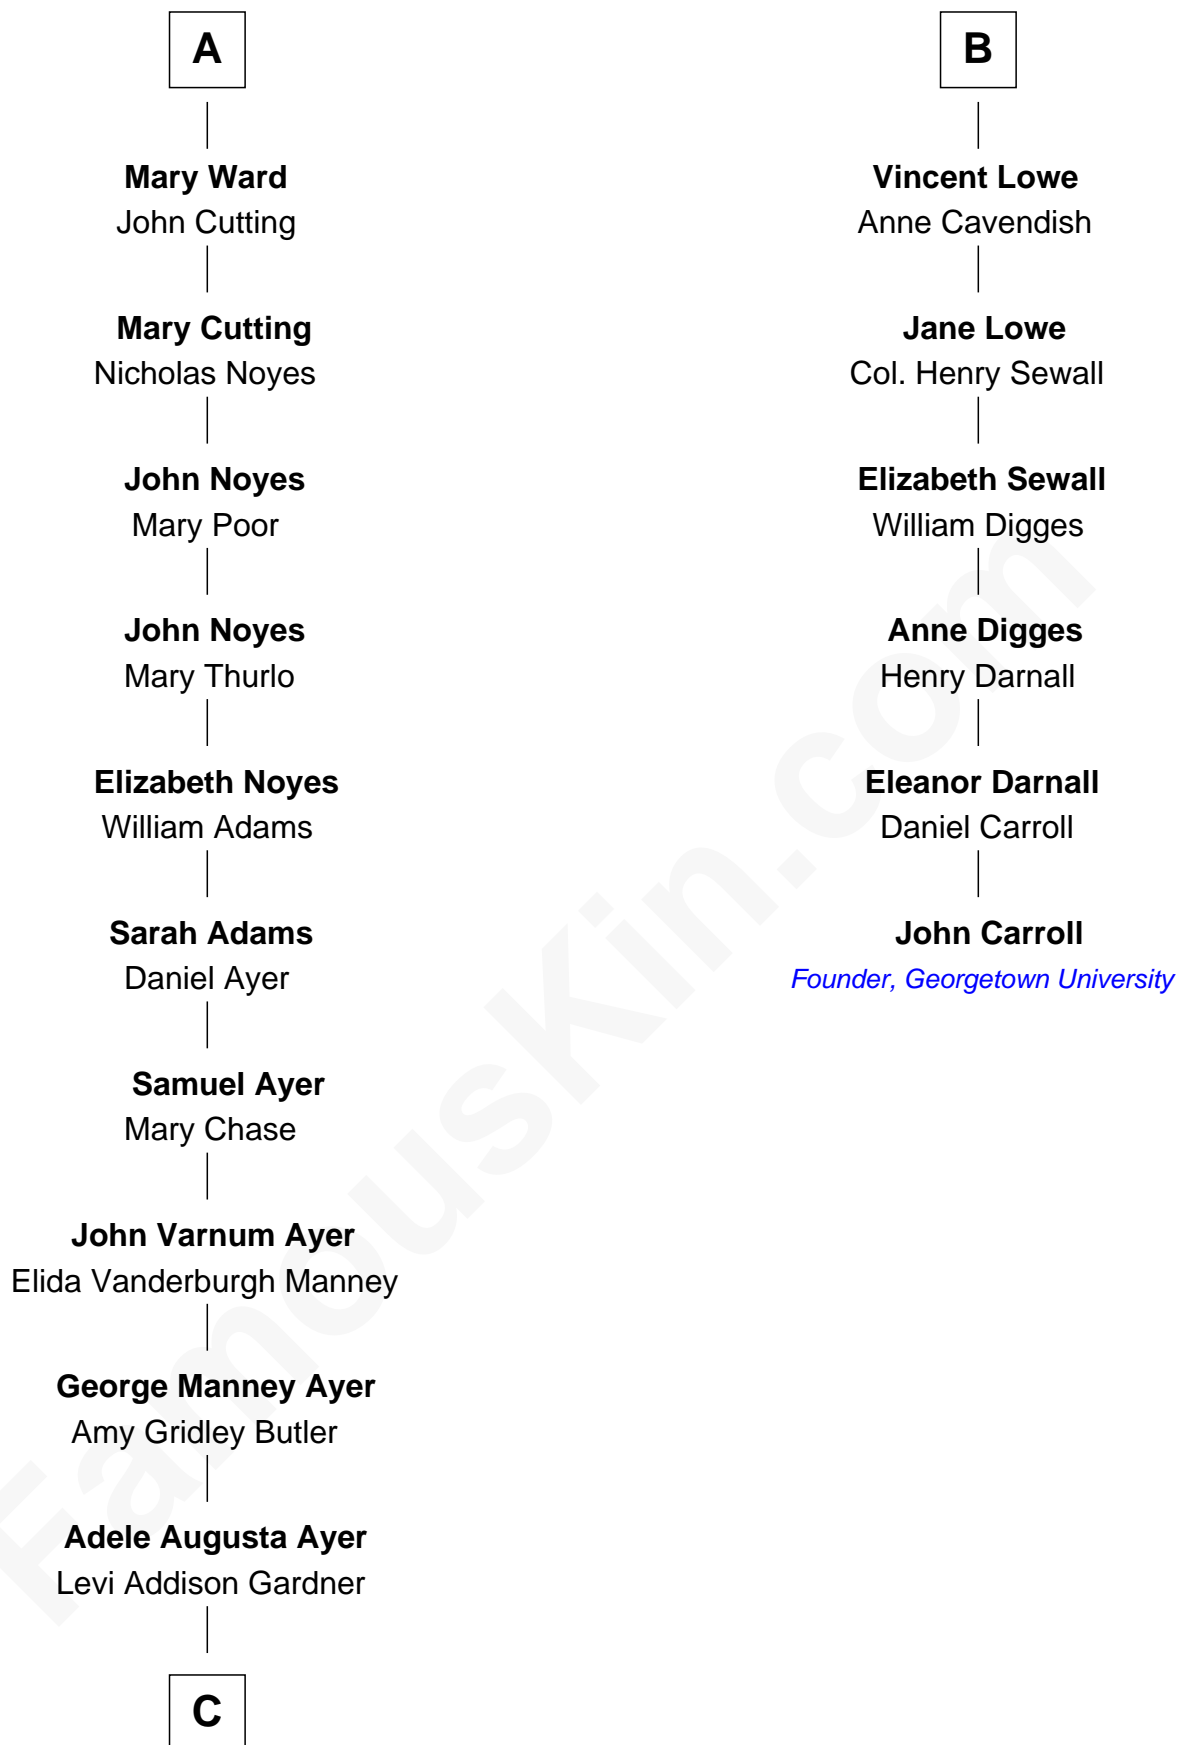 A
Mary Ward
John Cutting
Mary Cutting
Nicholas Noyes
John Noyes
Mary Poor
John Noyes
Mary Thurlo
Elizabeth Noyes
William Adams
Sarah Adams
Daniel Ayer
Samuel Ayer
Mary Chase
John Varnum Ayer
Elida Vanderburgh Manney
George Manney Ayer
Amy Gridley Butler
Adele Augusta Ayer
Levi Addison Gardner
C
B
Vincent Lowe
Anne Cavendish
Jane Lowe
Col. Henry Sewall
Elizabeth Sewall
William Digges
Anne Digges
Henry Darnall
Eleanor Darnall
Daniel Carroll
John Carroll
Founder, Georgetown University
FamousKin.com